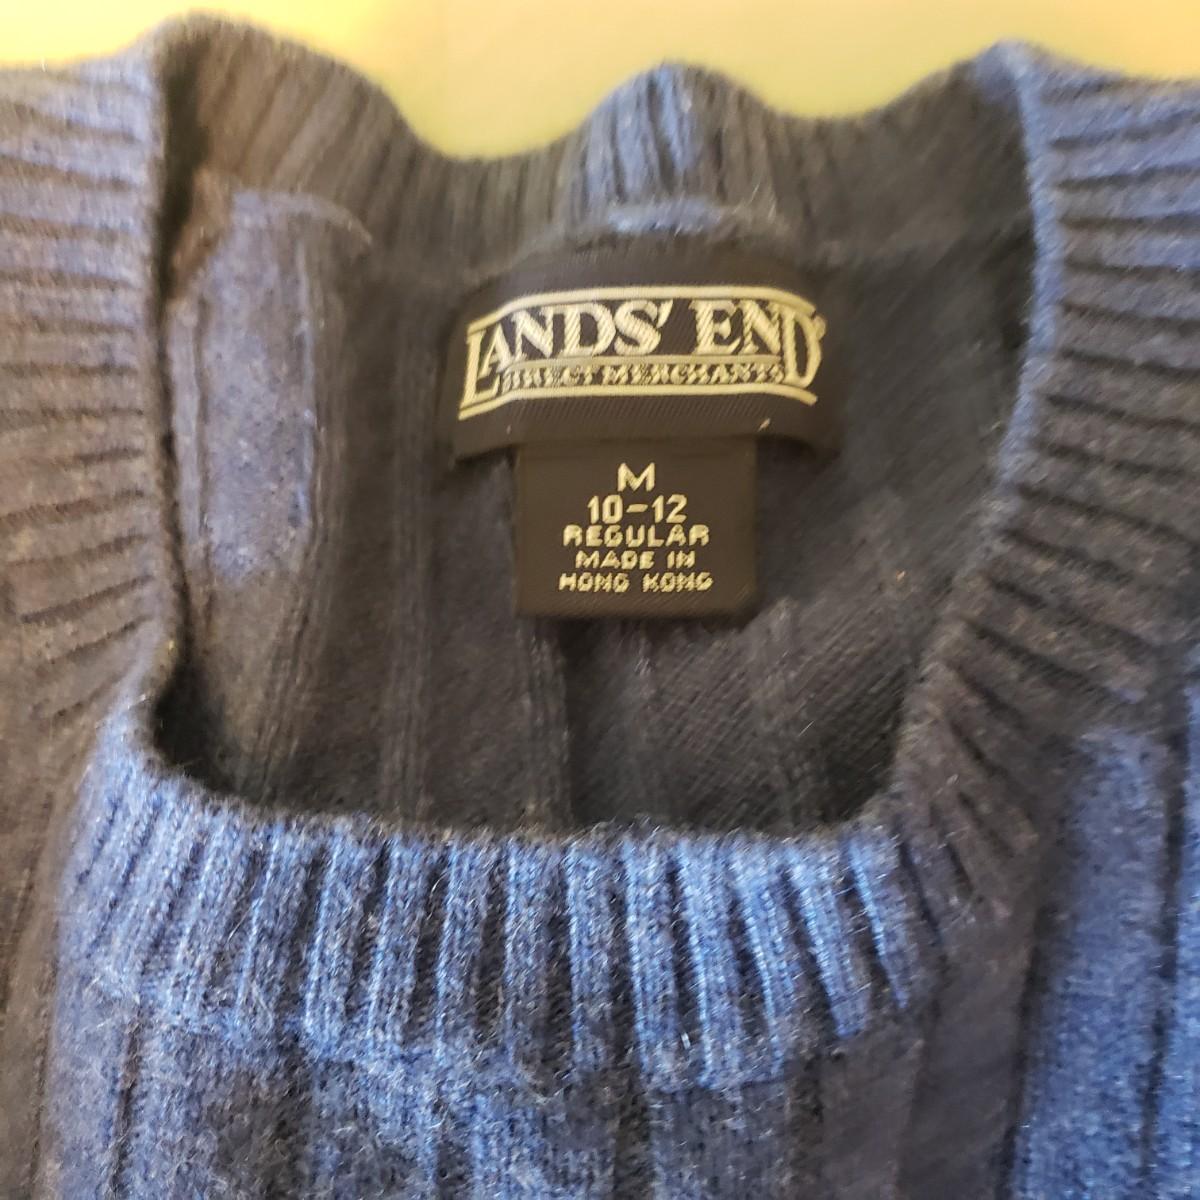 LANDS' END
DIRECT MERCHANTS
M
10-12
REGULAR
MADE IN
HONG KONG